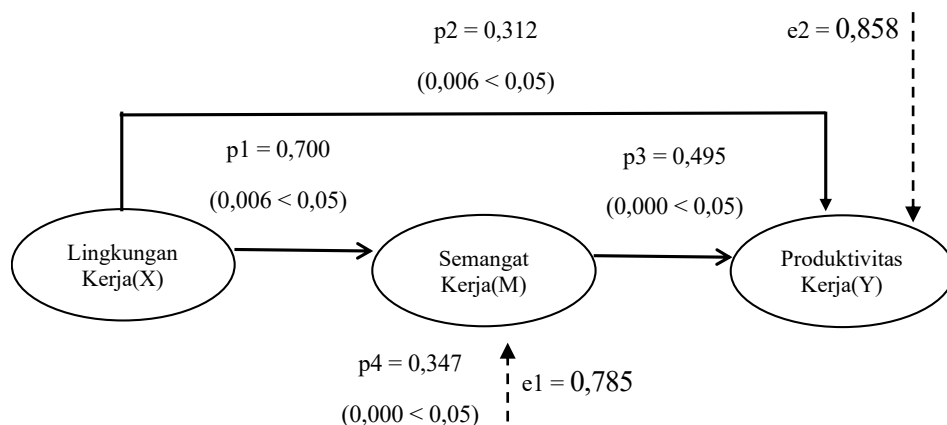 p2 = 0,312
(0,006 < 0,05)
e2 = 0,858
p1 = 0,700
(0,006 < 0,05)
p3 = 0,495
(0,000 < 0,05)
Lingkungan
Kerja(X)
Semangat
Kerja(M)
Produktivitas
Kerja(Y)
p4 = 0,347
(0,000 < 0,05)
e1 = 0,785